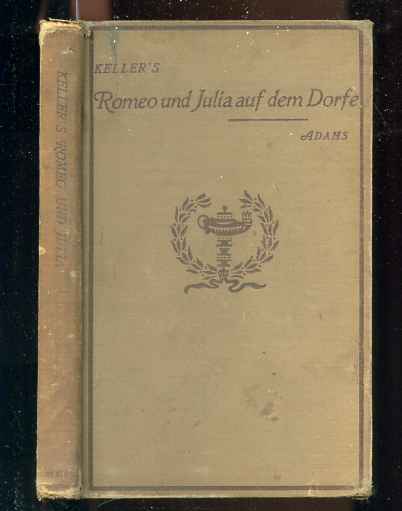 KELLER'S
Romeo und Julia auf dem Dorfe
ADAMS
KELLER'S ROMEO UND JULIA